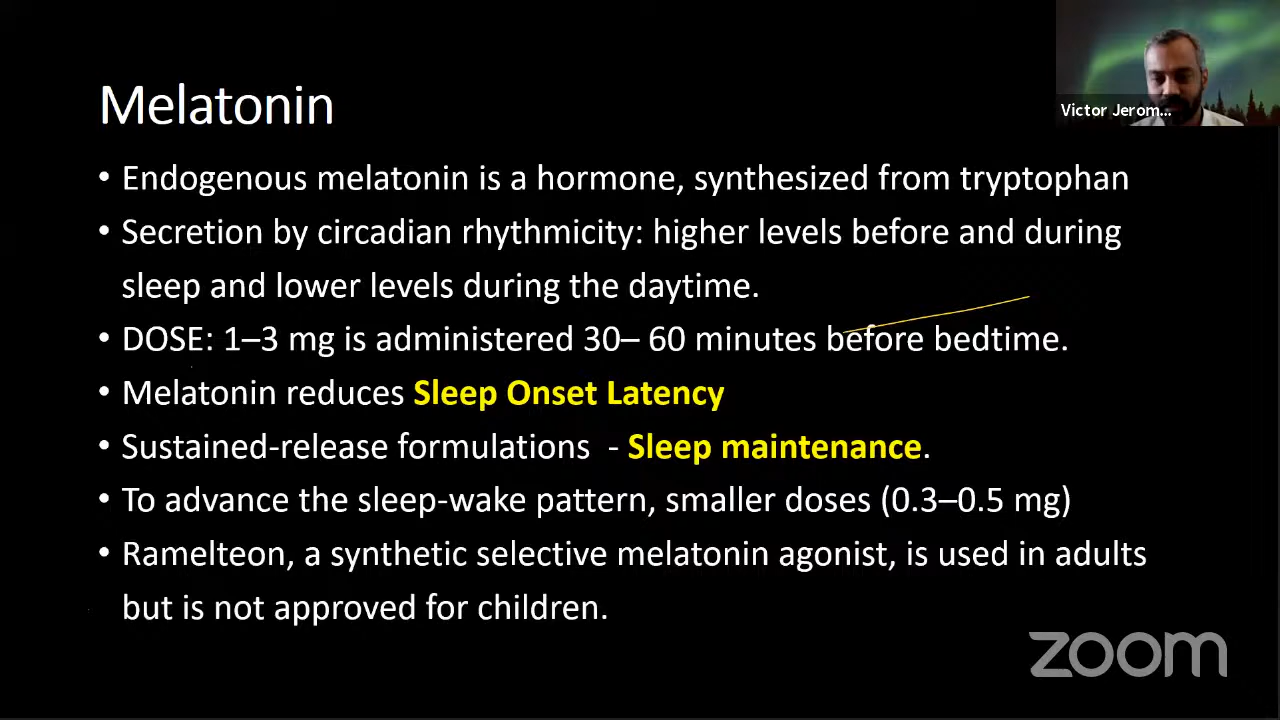 Victor Jerom...
Melatonin
• Endogenous melatonin is a hormone, synthesized from tryptophan
• Secretion by circadian rhythmicity: higher levels before and during
sleep and lower levels during the daytime.
• DOSE: 1–3 mg is administered 30– 60 minutes before bedtime.
• Melatonin reduces Sleep Onset Latency
• Sustained-release formulations  - Sleep maintenance.
• To advance the sleep-wake pattern, smaller doses (0.3–0.5 mg)
• Ramelteon, a synthetic selective melatonin agonist, is used in adults
but is not approved for children.
zoom